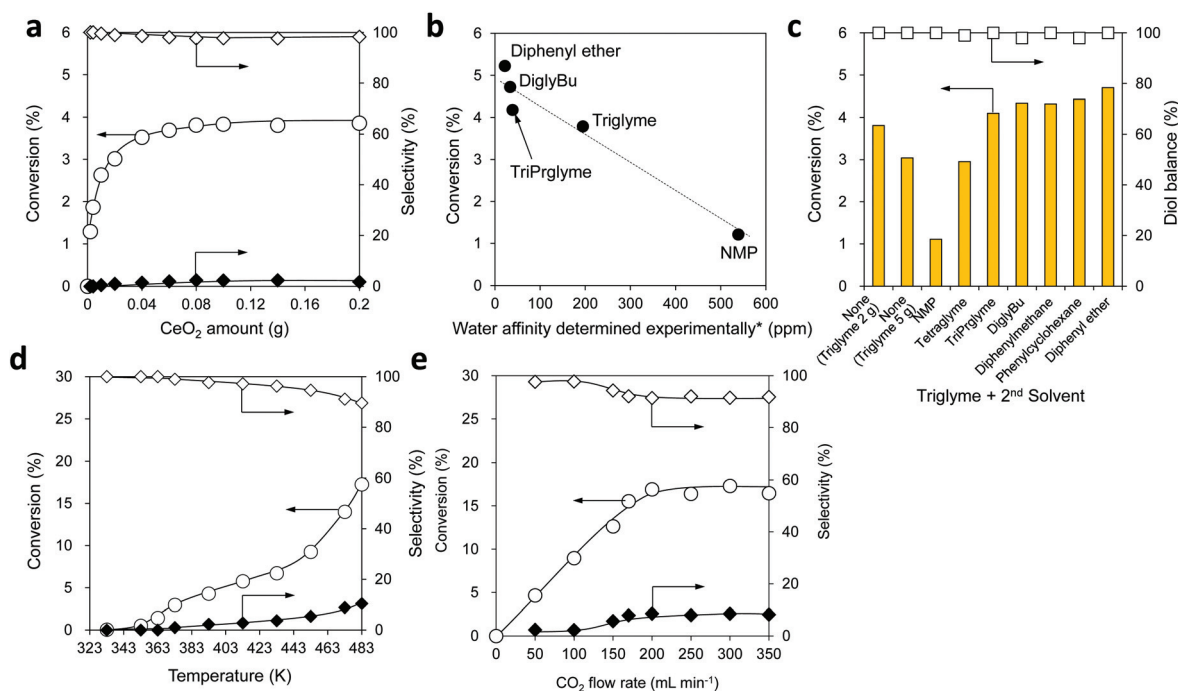 a
6
5
4
3
2
1
0
Conversion (%)
100
80
60
40
20
0
Selectivity (%)
0 0.04 0.08 0.12 0.16 0.2
CeO2 amount (g)
b
6
5
4
3
2
1
0
Conversion (%)
Diphenyl ether
DiglyBu
Triglyme
TriPrglyme
NMP
0 100 200 300 400 500 600
Water affinity determined experimentally* (ppm)
c
6
5
4
3
2
1
0
Conversion (%)
100
80
60
40
20
0
Diol balance (%)
None
(Triglyme 2 g)
None
(Triglyme 5 g)
NMP
Tetraglyme
TriPrglyme
DiglyBu
Diphenylmethane
Phenylcyclohexane
Diphenyl ether
Triglyme + 2nd Solvent
d
30
25
20
15
10
5
0
Conversion (%)
100
80
60
40
20
0
Selectivity (%)
323 343 363 383 403 423 443 463 483
Temperature (K)
e
30
25
20
15
10
5
0
Conversion (%)
100
80
60
40
20
0
Selectivity (%)
0 50 100 150 200 250 300 350
CO2 flow rate (mL min-1)